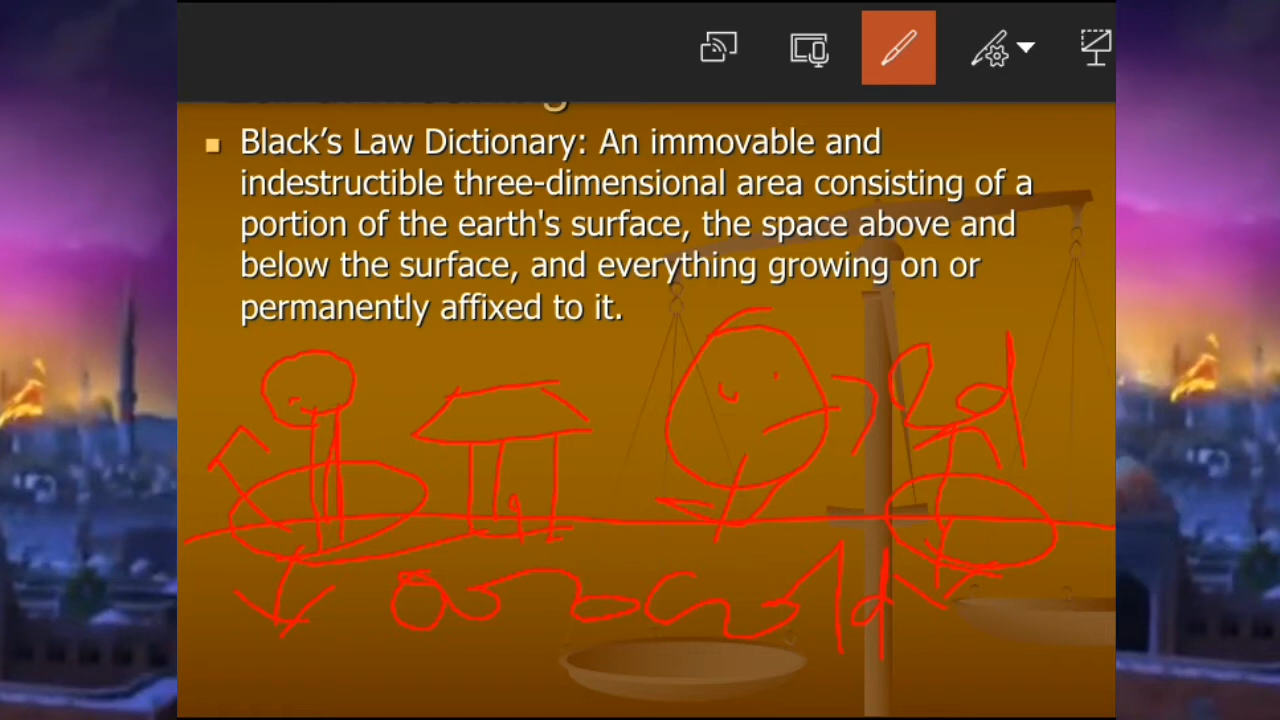 Black’s Law Dictionary: An immovable and
indestructible three-dimensional area consisting of a
portion of the earth's surface, the space above and
below the surface, and everything growing on or
permanently affixed to it.